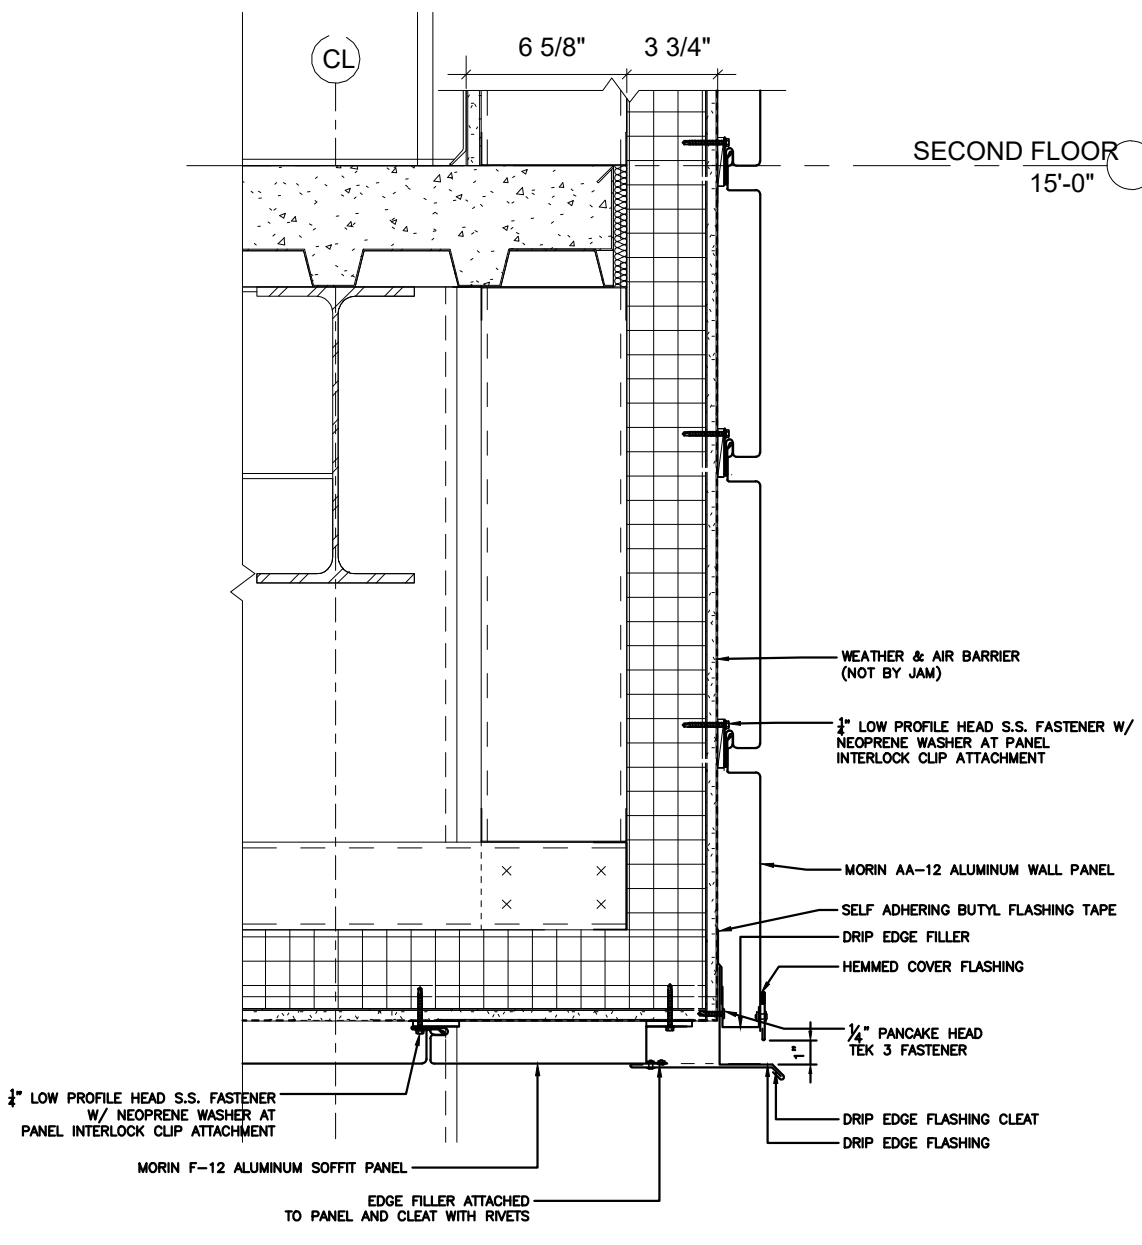 6 5/8"
3 3/4"
CL
SECOND FLOOR
15'-0"
WEATHER & AIR BARRIER
(NOT BY JAM)
1/4" LOW PROFILE HEAD S.S. FASTENER W/
NEOPRENE WASHER AT PANEL
INTERLOCK CLIP ATTACHMENT
MORIN AA-12 ALUMINUM WALL PANEL
SELF ADHERING BUTYL FLASHING TAPE
DRIP EDGE FILLER
HEMMED COVER FLASHING
1/4" PANCAKE HEAD
TEK 3 FASTENER
1"
1/4" LOW PROFILE HEAD S.S. FASTENER
W/ NEOPRENE WASHER AT
PANEL INTERLOCK CLIP ATTACHMENT
DRIP EDGE FLASHING CLEAT
DRIP EDGE FLASHING
MORIN F-12 ALUMINUM SOFFIT PANEL
EDGE FILLER ATTACHED
TO PANEL AND CLEAT WITH RIVETS